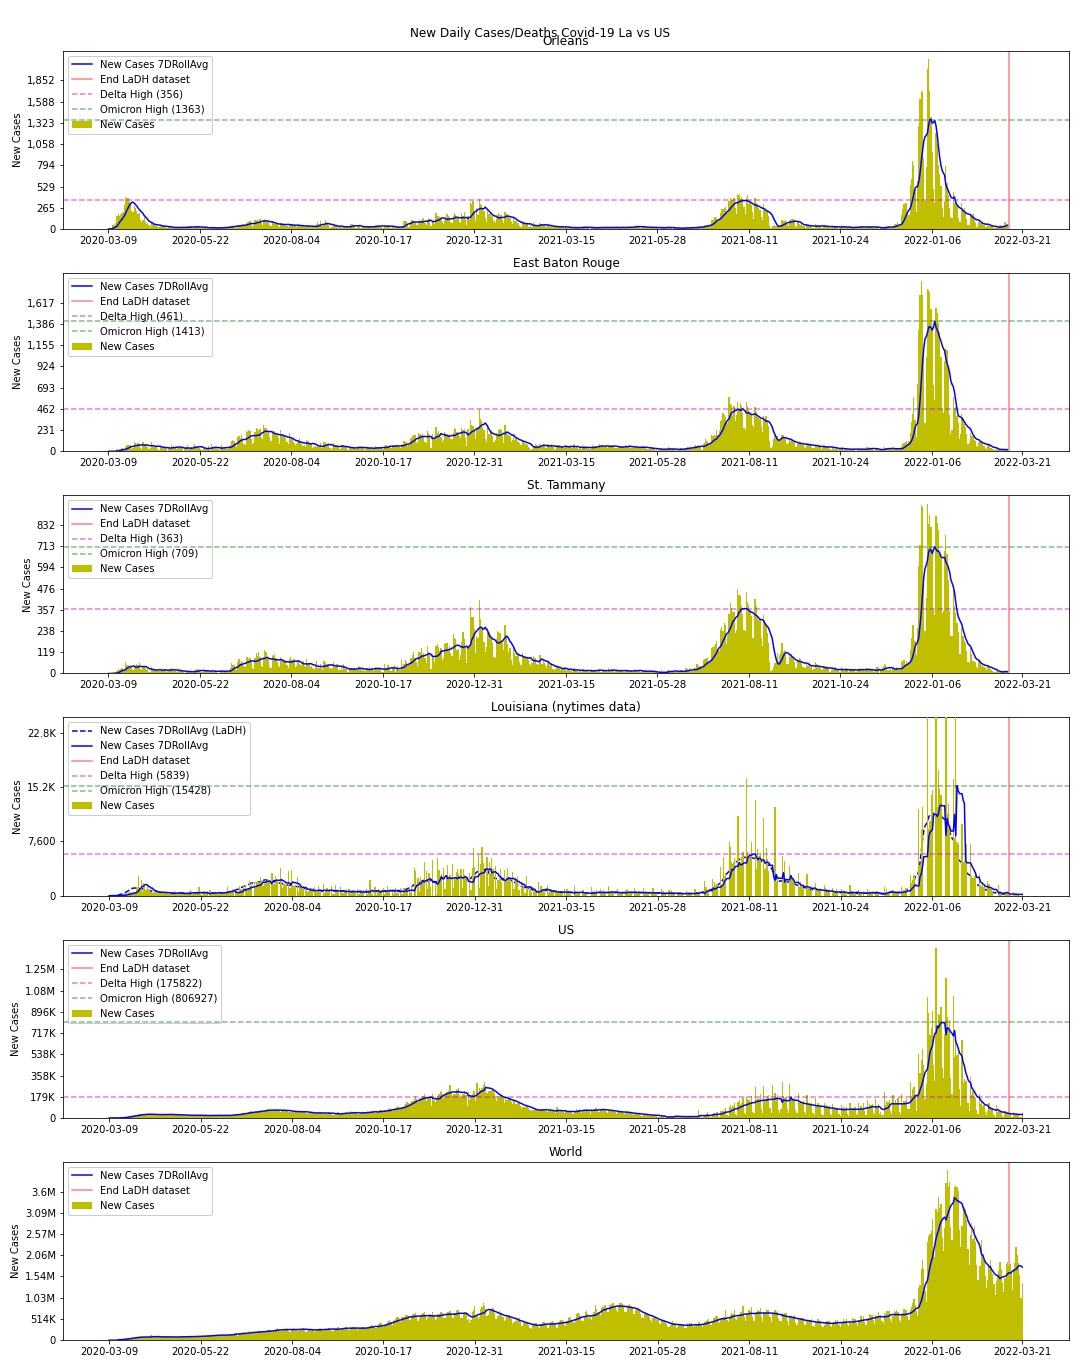 New Daily Cases/Deaths Covid-19 La vs US
Orleans
New Cases 7DRollAvg
End LaDH dataset
Delta High (356)
Omicron High (1363)
New Cases
New Cases
1,852
1,588
1,323
1,058
794
529
265
0
2020-03-09 2020-05-22 2020-08-04 2020-10-17 2020-12-31 2021-03-15 2021-05-28 2021-08-11 2021-10-24 2022-01-06 2022-03-21
East Baton Rouge
New Cases 7DRollAvg
End LaDH dataset
Delta High (461)
Omicron High (1413)
New Cases
New Cases
1,617
1,386
1,155
924
693
462
231
0
2020-03-09 2020-05-22 2020-08-04 2020-10-17 2020-12-31 2021-03-15 2021-05-28 2021-08-11 2021-10-24 2022-01-06 2022-03-21
St. Tammany
New Cases 7DRollAvg
End LaDH dataset
Delta High (363)
Omicron High (709)
New Cases
New Cases
832
713
594
476
357
238
119
0
2020-03-09 2020-05-22 2020-08-04 2020-10-17 2020-12-31 2021-03-15 2021-05-28 2021-08-11 2021-10-24 2022-01-06 2022-03-21
Louisiana (nytimes data)
New Cases 7DRollAvg (LaDH)
New Cases 7DRollAvg
End LaDH dataset
Delta High (5839)
Omicron High (15428)
New Cases
New Cases
22.8K
15.2K
7,600
0
2020-03-09 2020-05-22 2020-08-04 2020-10-17 2020-12-31 2021-03-15 2021-05-28 2021-08-11 2021-10-24 2022-01-06 2022-03-21
US
New Cases 7DRollAvg
End LaDH dataset
Delta High (175822)
Omicron High (806927)
New Cases
New Cases
1.25M
1.08M
896K
717K
538K
358K
179K
0
2020-03-09 2020-05-22 2020-08-04 2020-10-17 2020-12-31 2021-03-15 2021-05-28 2021-08-11 2021-10-24 2022-01-06 2022-03-21
World
New Cases 7DRollAvg
End LaDH dataset
New Cases
New Cases
3.6M
3.09M
2.57M
2.06M
1.54M
1.03M
514K
0
2020-03-09 2020-05-22 2020-08-04 2020-10-17 2020-12-31 2021-03-15 2021-05-28 2021-08-11 2021-10-24 2022-01-06 2022-03-21